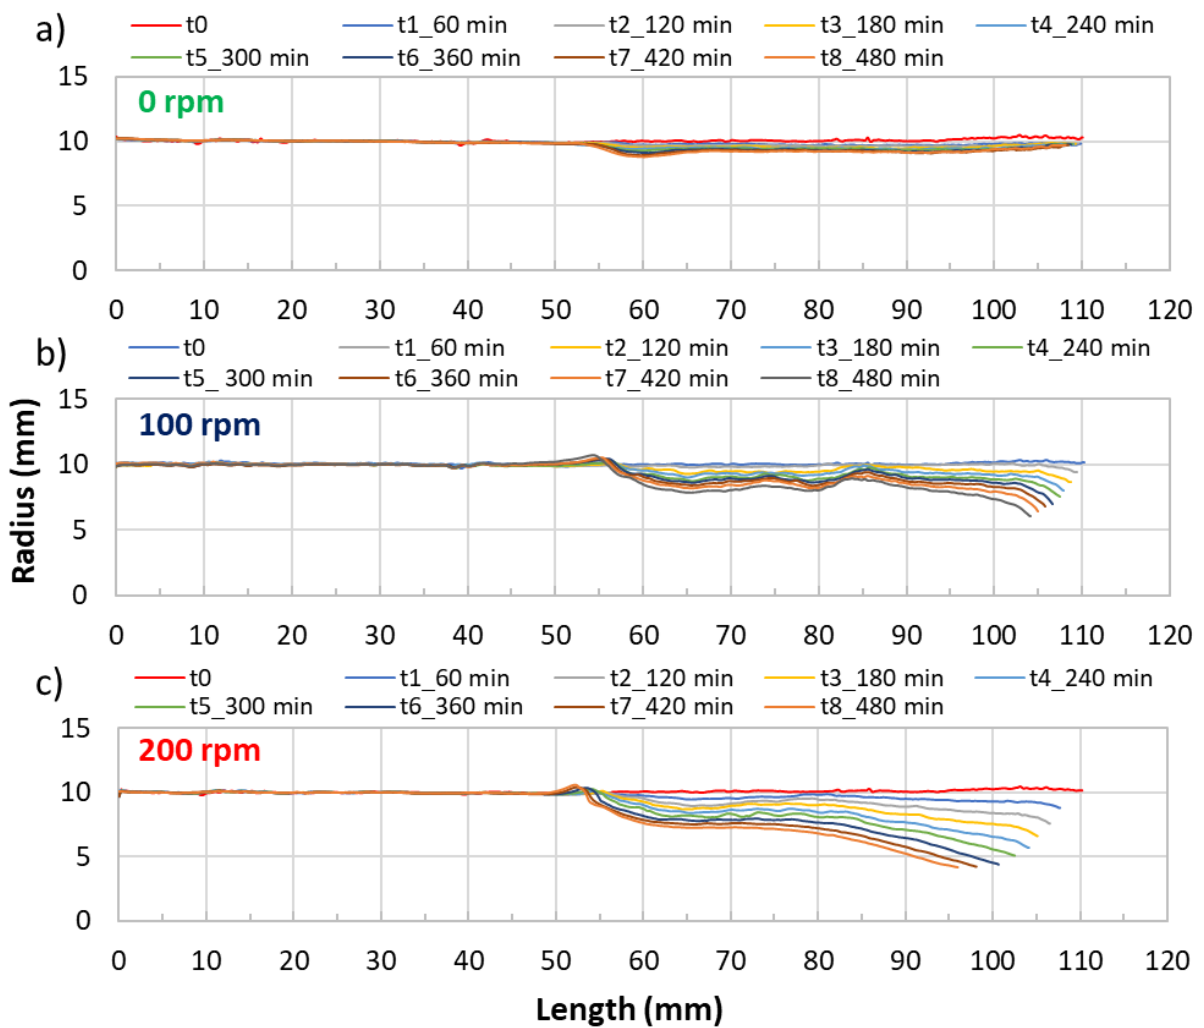 a)
t0 t1_60 min t2_120 min t3_180 min t4_240 min
t5_300 min t6_360 min t7_420 min t8_480 min
15
0 rpm
10
5
0
0 10 20 30 40 50 60 70 80 90 100 110 120
b)
t0 t1_60 min t2_120 min t3_180 min t4_240 min
t5_ 300 min t6_360 min t7_420 min t8_480 min
15
100 rpm
10
5
0
0 10 20 30 40 50 60 70 80 90 100 110 120
Radius (mm)
c)
t0 t1_60 min t2_120 min t3_180 min t4_240 min
t5_300 min t6_360 min t7_420 min t8_480 min
15
200 rpm
10
5
0
0 10 20 30 40 50 60 70 80 90 100 110 120
Length (mm)